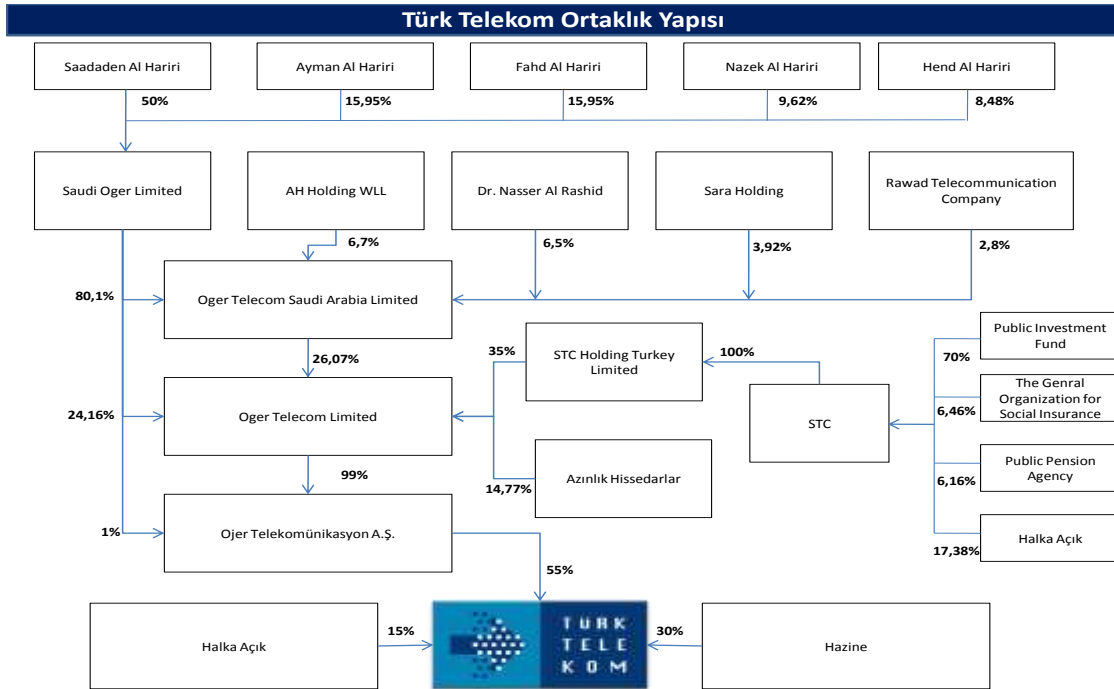 Türk Telekom Ortaklık Yapısı
Saadaden Al Hariri
Ayman Al Hariri
Fahd Al Hariri
Nazek Al Hariri
Hend Al Hariri
50%
15,95%
15,95%
9,62%
8,48%
Saudi Oger Limited
AH Holding WLL
Dr. Nasser Al Rashid
Sara Holding
Rawad Telecommunication
Company
6,7%
6,5%
3,92%
2,8%
80,1%
Oger Telecom Saudi Arabia Limited
26,07%
35%
STC Holding Turkey
Limited
100%
Public Investment
Fund
70%
24,16%
Oger Telecom Limited
STC
The Genral
Organization for
Social Insurance
6,46%
99%
14,77%
Azınlık Hissedarlar
Public Pension
Agency
6,16%
1%
Ojer Telekomünikasyon A.Ş.
Halka Açık
17,38%
55%
Halka Açık
15%
TÜRK
TELE
KOM
30%
Hazine